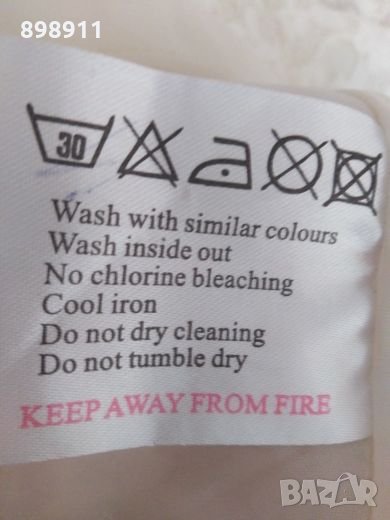 898911
30
Wash with similar colours
Wash inside out
No chlorine bleaching
Cool iron
Do not dry cleaning
Do not tumble dry
KEEP AWAY FROM FIRE
BAZAR